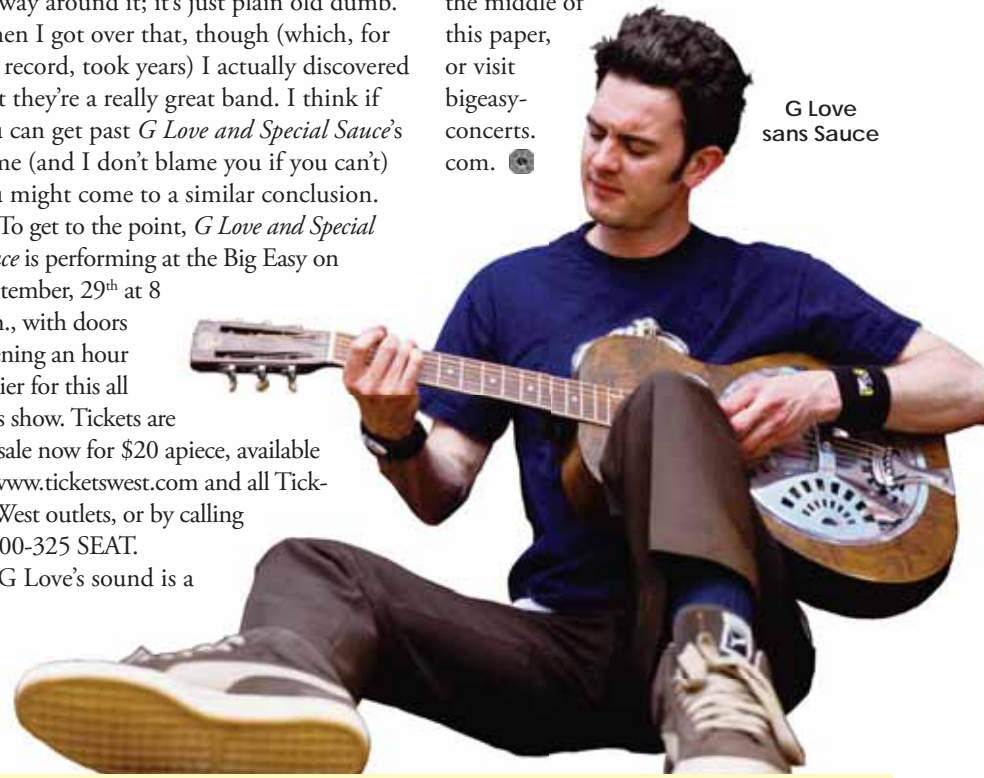 way around it; it's just plain old dumb.
hen I got over that, though (which, for
record, took years) I actually discovered
t they're a really great band. I think if
u can get past G Love and Special Sauce's
me (and I don't blame you if you can't)
u might come to a similar conclusion.
To get to the point, G Love and Special
ce is performing at the Big Easy on
tember, 29th at 8
n., with doors
ening an hour
ier for this all
s show. Tickets are
sale now for $20 apiece, available
www.ticketswest.com and all Tick-
West outlets, or by calling
00-325 SEAT.
G Love's sound is a
the middle of
this paper,
or visit
bigeasy-
concerts.
com.
G Love
sans Sauce